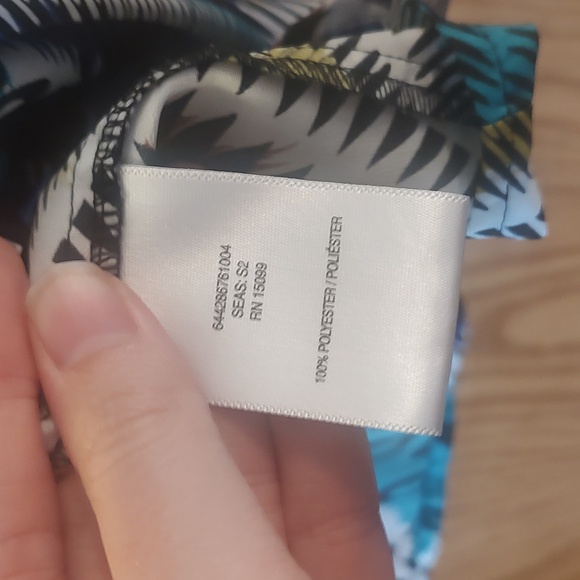 644286761004
SEAS: S2
RN 15099
100% POLYESTER / POLIÉSTER